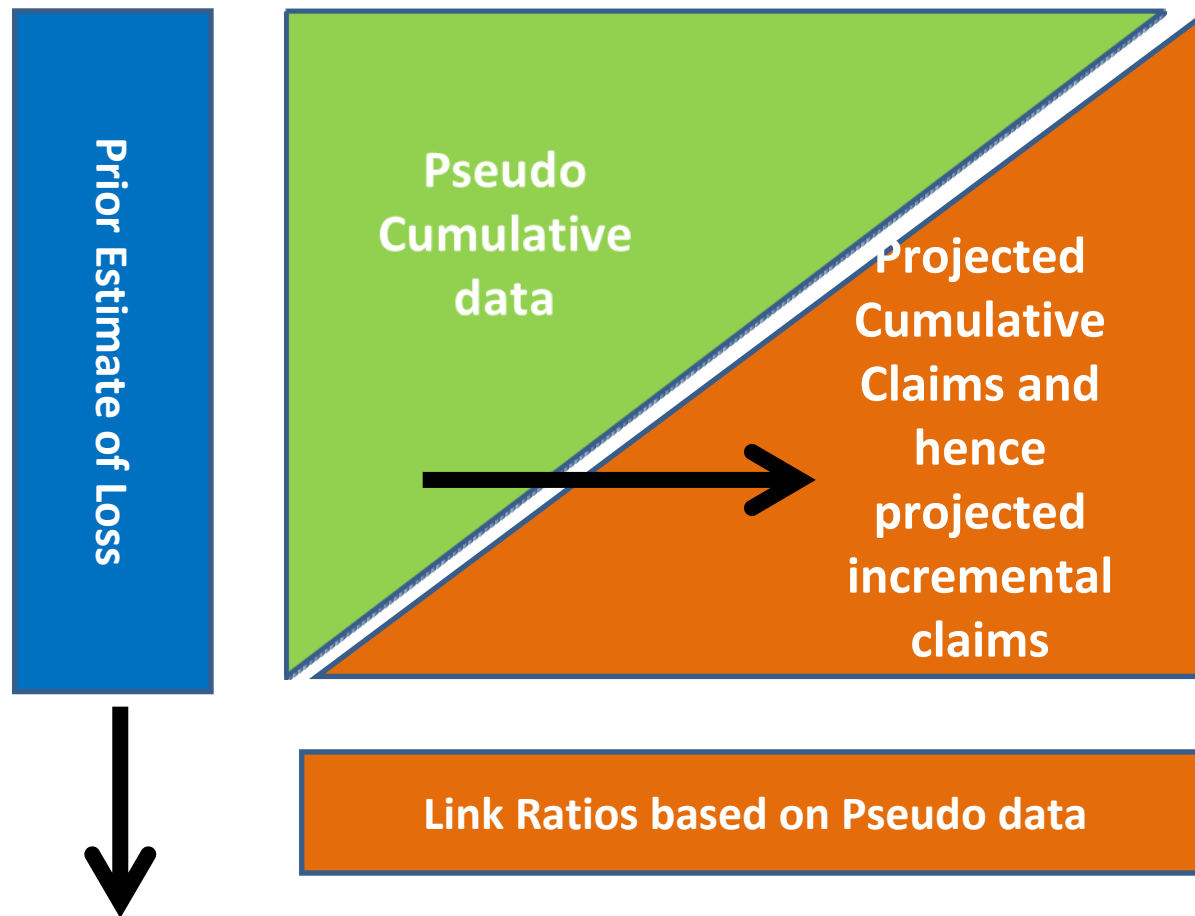 Prior Estimate of Loss
Pseudo
Cumulative
data
Projected
Cumulative
Claims and
hence
projected
incremental
claims
Link Ratios based on Pseudo data